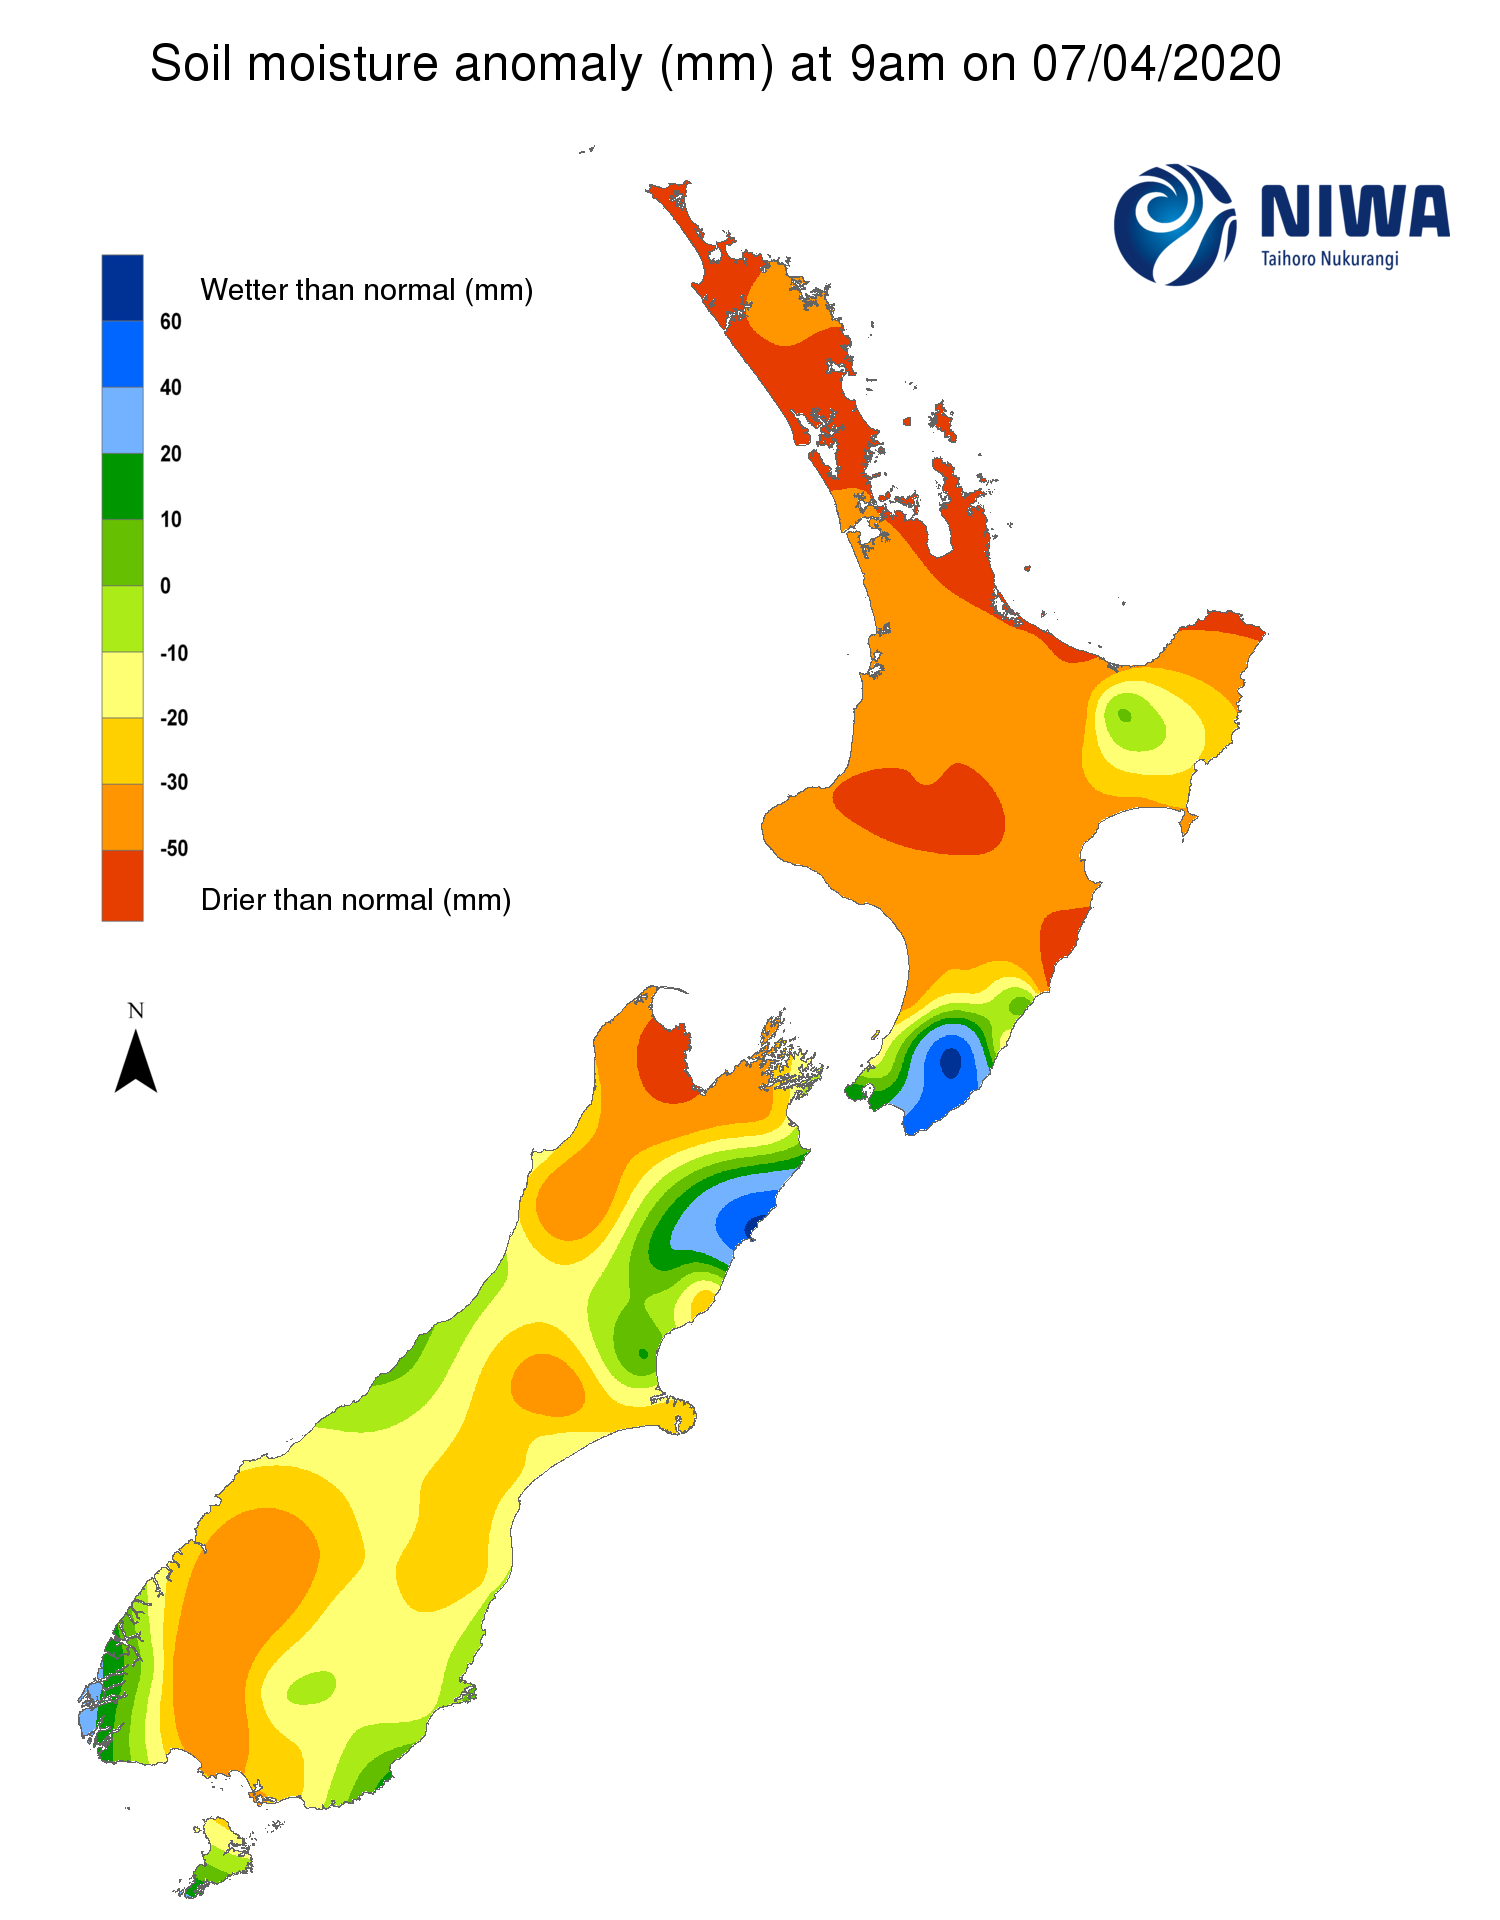 Soil moisture anomaly (mm) at 9am on 07/04/2020
NIWA
Taihoro Nukurangi
Wetter than normal (mm)
60
40
20
10
0
-10
-20
-30
-50
Drier than normal (mm)
N